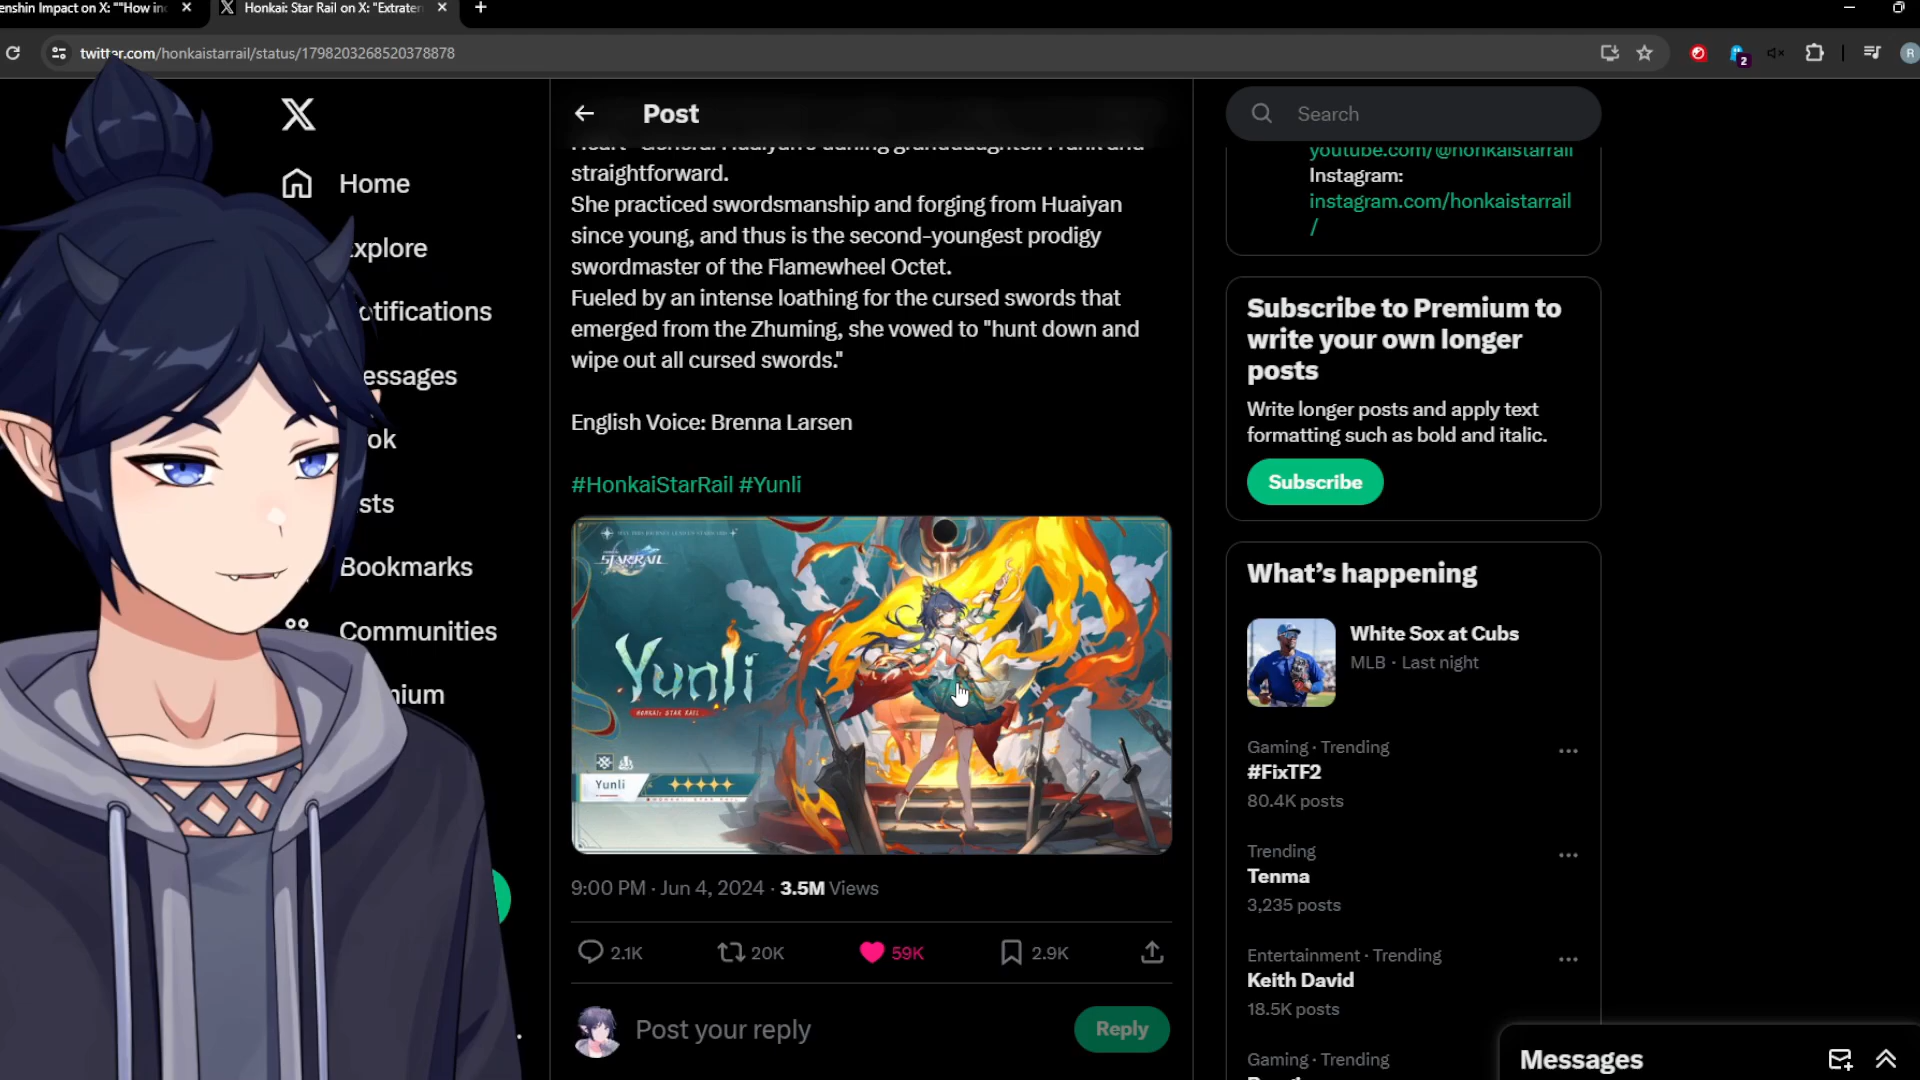 enshin Impact on X: ""How in
Honkai: Star Rail on X: "Extrater
twitter.com/honkaistarrail/status/1798203268520378878
2
R
Home
Explore
otifications
essages
ok
sts
Bookmarks
Communities
mium
Post
straightforward.
She practiced swordsmanship and forging from Huaiyan
since young, and thus is the second-youngest prodigy
swordmaster of the Flamewheel Octet.
Fueled by an intense loathing for the cursed swords that
emerged from the Zhuming, she vowed to "hunt down and
wipe out all cursed swords."
English Voice: Brenna Larsen
#HonkaiStarRail #Yunli
STAR RAIL
Yunli
HONKAI: STAR RAIL
Yunli
9:00 PM · Jun 4, 2024 · 3.5M Views
2.1K
20K
59K
2.9K
Post your reply
Reply
Search
youtube.com/@honkaistarrail
Instagram:
instagram.com/honkaistarrail
/
Subscribe to Premium to
write your own longer
posts
Write longer posts and apply text
formatting such as bold and italic.
Subscribe
What's happening
White Sox at Cubs
MLB · Last night
Gaming · Trending
#FixTF2
80.4K posts
Trending
Tenma
3,235 posts
Entertainment · Trending
Keith David
18.5K posts
Gaming · Trending
Messages